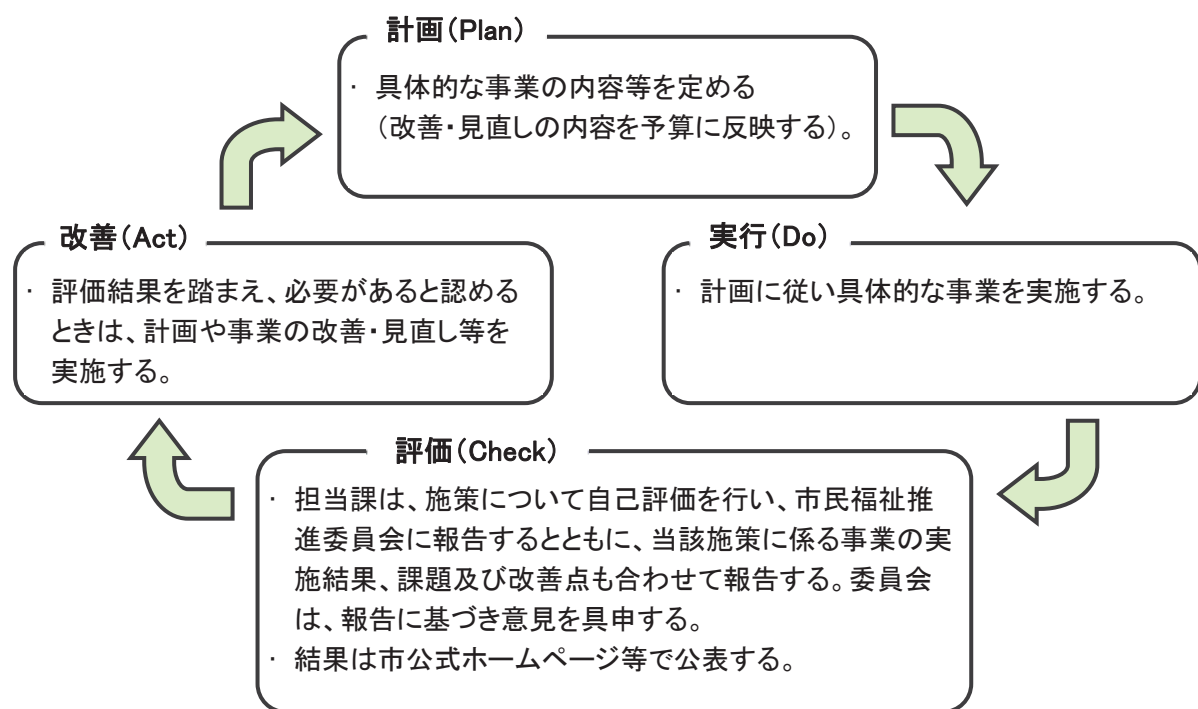 計画（Plan）
・ 具体的な事業の内容等を定める
（改善・見直しの内容を予算に反映する）。
改善（Act）
・ 評価結果を踏まえ、必要があると認める
ときは、計画や事業の改善・見直し等を
実施する。
実行（Do）
・ 計画に従い具体的な事業を実施する。
評価（Check）
・ 担当課は、施策について自己評価を行い、市民福祉推
進委員会に報告するとともに、当該施策に係る事業の実
施結果、課題及び改善点も合わせて報告する。委員会
は、報告に基づき意見を具申する。
・ 結果は市公式ホームページ等で公表する。